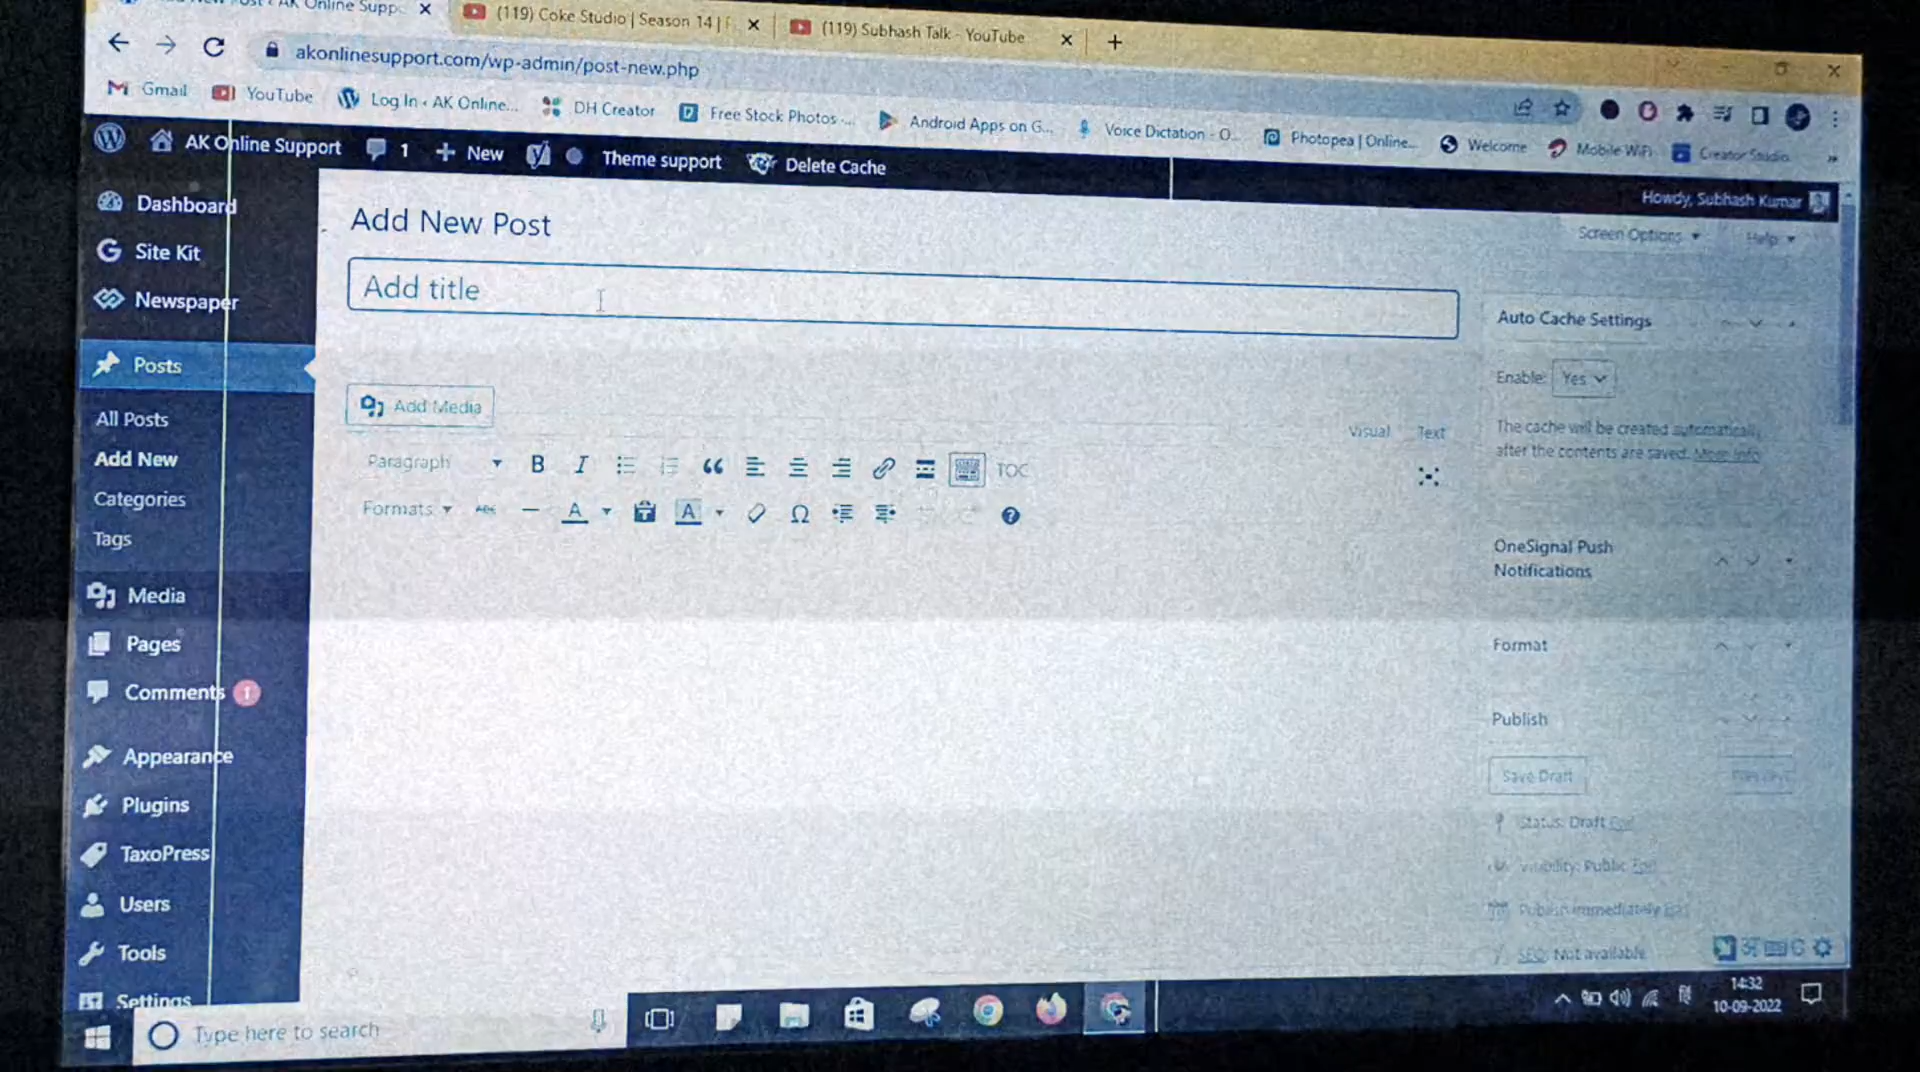 (119) Coke Studio | Season 14 |
(119) Subhash Talk - YouTube
akonlinesupport.com/wp-admin/post-new.php
Gmail
YouTube
Log In ‹ AK Online...
DH Creator
Free Stock Photos -...
Android Apps on G...
Voice Dictation - O...
Photopea | Online...
Welcome
Mobile WiFi
Creator Studio
AK Online Support
1
New
Theme support
Delete Cache
Howdy, Subhash Kumar
Dashboard
Site Kit
Newspaper
Posts
All Posts
Add New
Categories
Tags
Media
Pages
Comments 1
Appearance
Plugins
TaxoPress
Users
Tools
Settings
Add New Post
Screen Options
Help
Add title
Add Media
Visual
Text
Paragraph
B
I
TOC
Formats
ABC
A
A
Ω
?
Auto Cache Settings
Enable: Yes
The cache will be created automatically
after the contents are saved. More Info
OneSignal Push
Notifications
Format
Publish
Save Draft
Preview
Status: Draft Edit
Visibility: Public Edit
Publish immediately Edit
SEO: Not available
Type here to search
14:32
10-09-2022